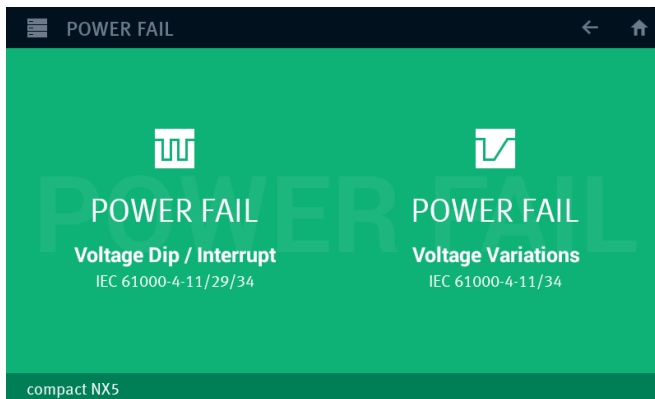 POWER FAIL
POWER FAIL
POWER FAIL
Voltage Dip / Interrupt
IEC 61000-4-11/29/34
POWER FAIL
Voltage Variations
IEC 61000-4-11/34
compact NX5